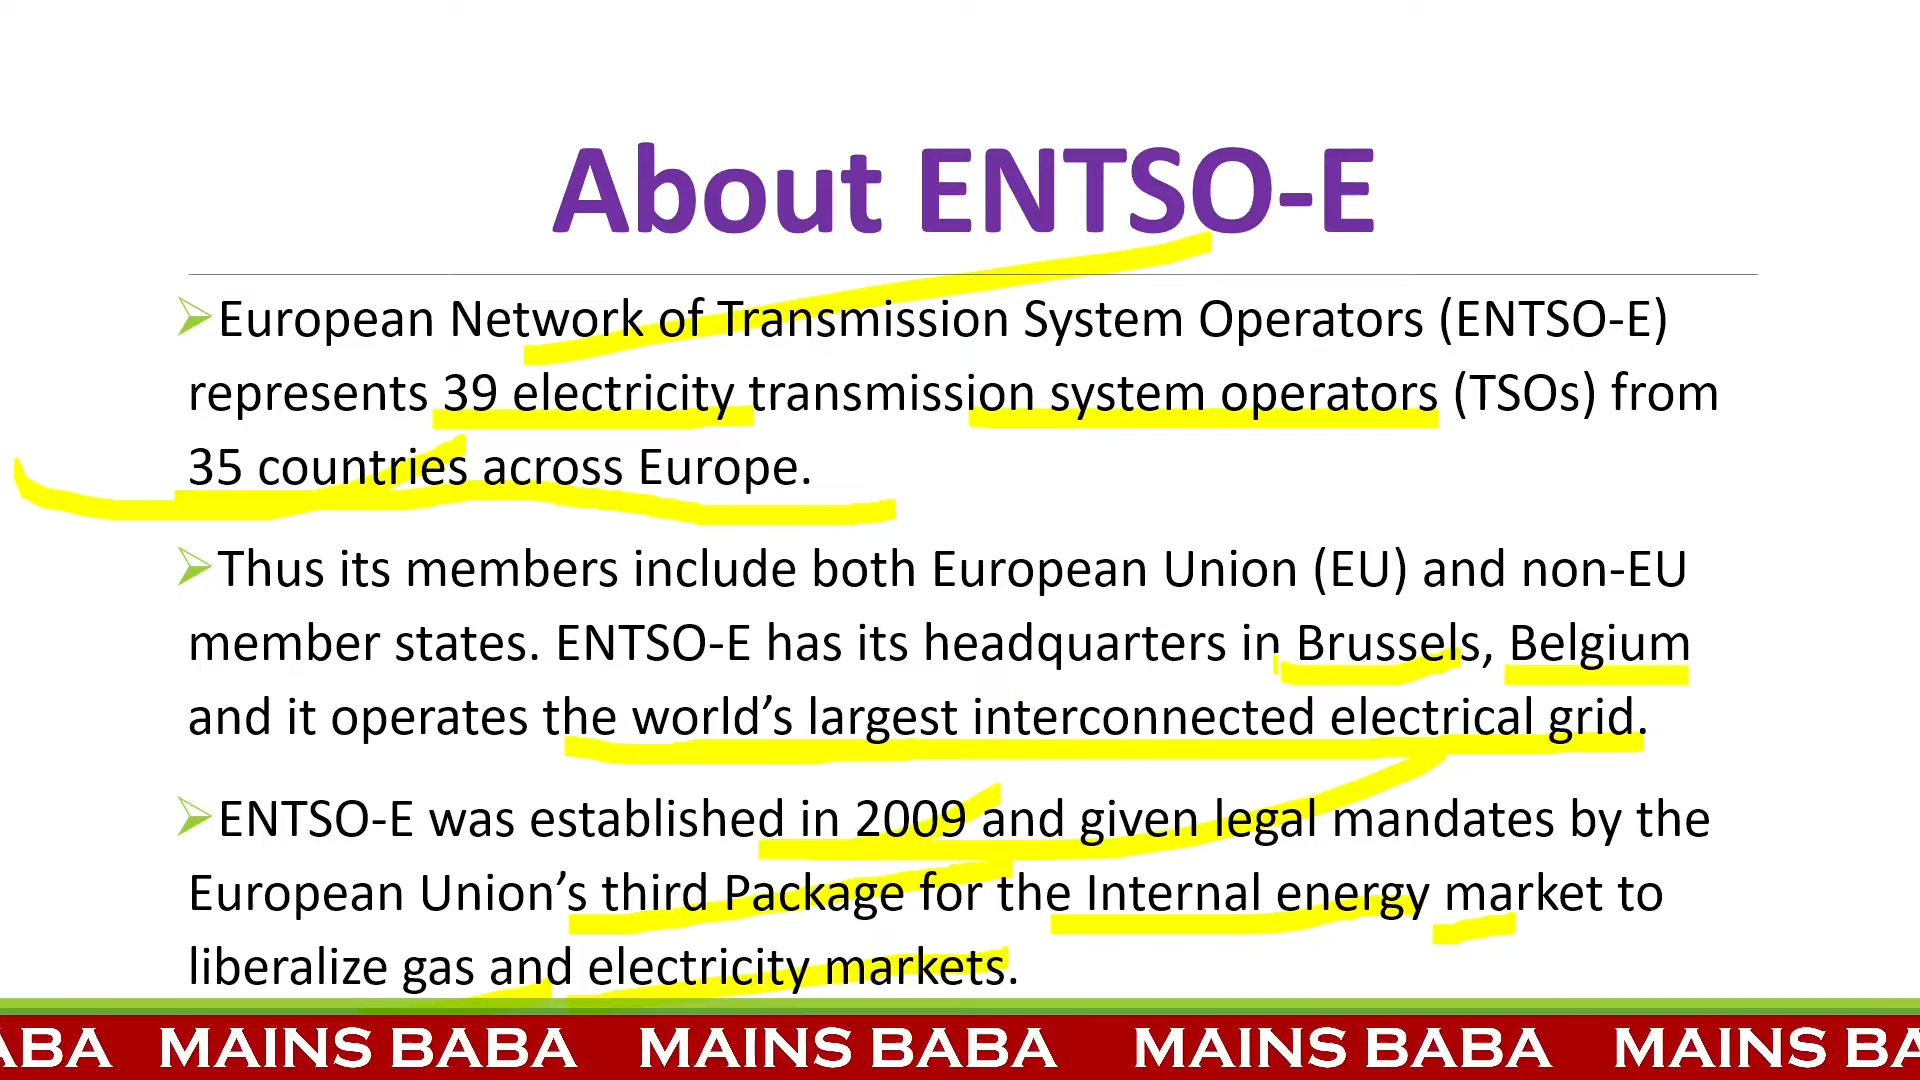 About ENTSO-E
European Network of Transmission System Operators (ENTSO-E)
represents 39 electricity transmission system operators (TSOs) from
35 countries across Europe.
Thus its members include both European Union (EU) and non-EU
member states. ENTSO-E has its headquarters in Brussels, Belgium
and it operates the world’s largest interconnected electrical grid.
ENTSO-E was established in 2009 and given legal mandates by the
European Union’s third Package for the Internal energy market to
liberalize gas and electricity markets.
ABA MAINS BABA MAINS BABA MAINS BABA MAINS BA